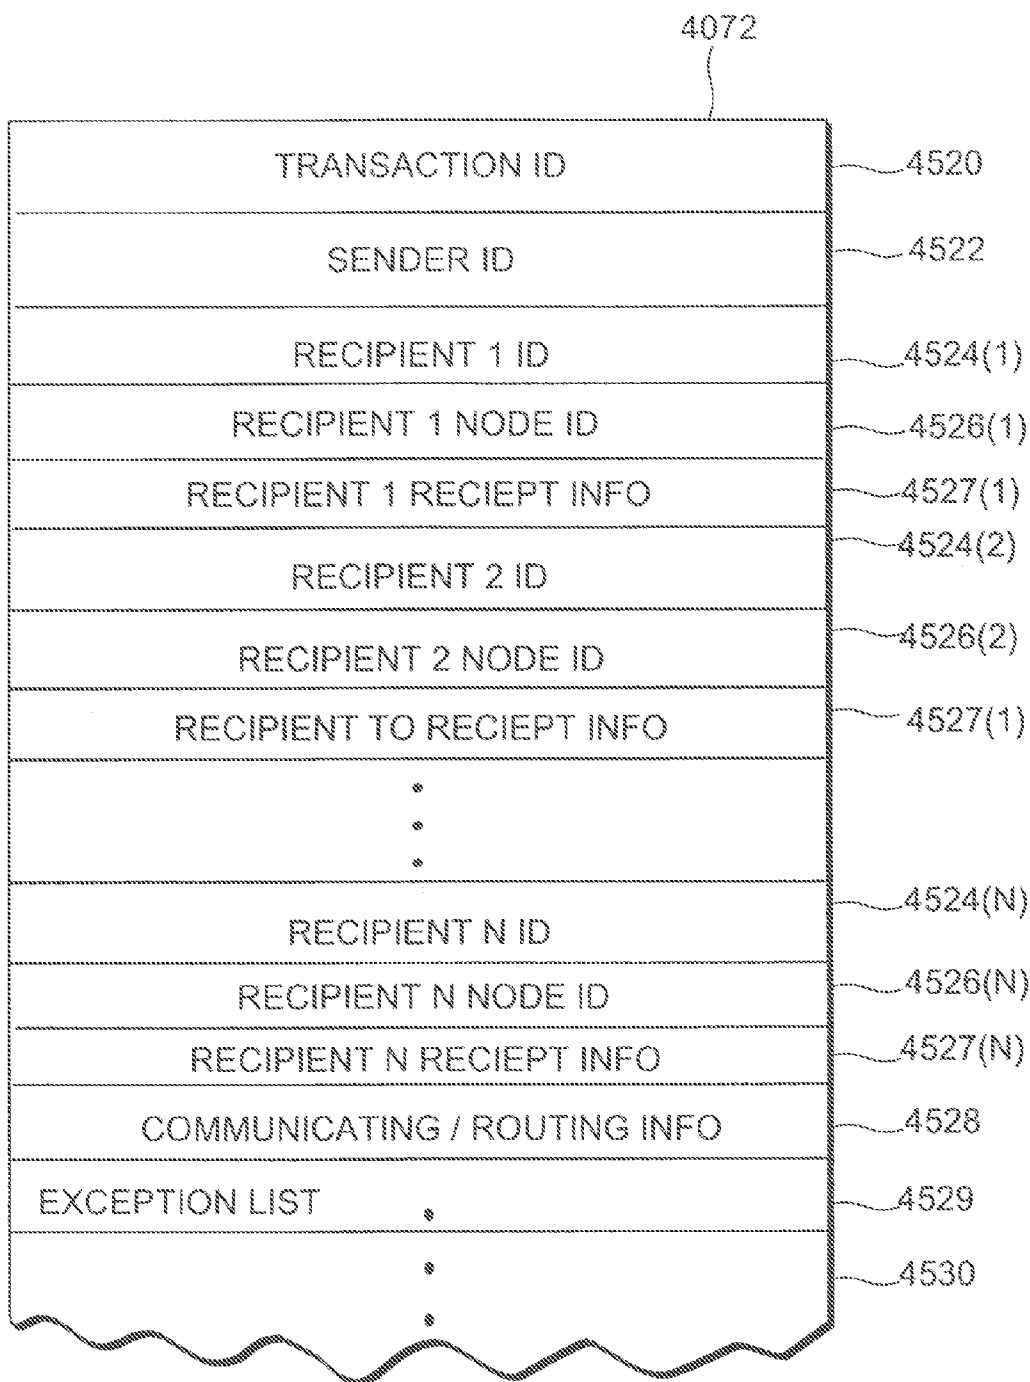 4072
TRANSACTION ID 4520
SENDER ID 4522
RECIPIENT 1 ID 4524(1)
RECIPIENT 1 NODE ID 4526(1)
RECIPIENT 1 RECIEPT INFO 4527(1)
RECIPIENT 2 ID 4524(2)
RECIPIENT 2 NODE ID 4526(2)
RECIPIENT TO RECIEPT INFO 4527(1)
RECIPIENT N ID 4524(N)
RECIPIENT N NODE ID 4526(N)
RECIPIENT N RECIEPT INFO 4527(N)
COMMUNICATING / ROUTING INFO 4528
EXCEPTION LIST 4529
4530